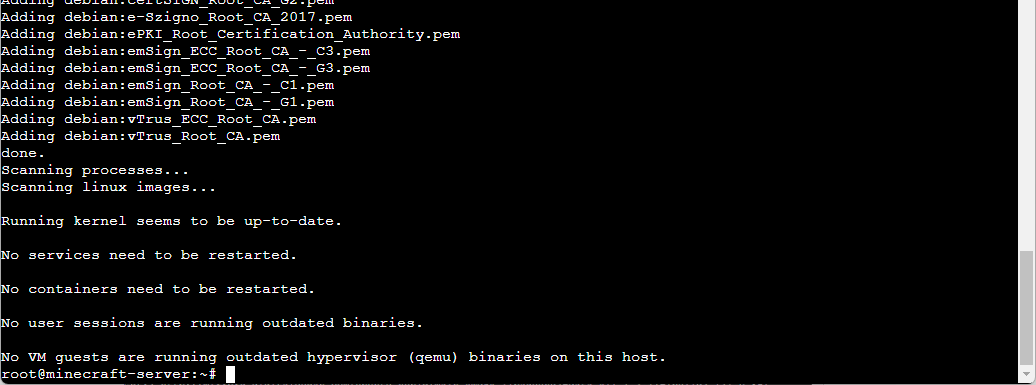 Adding debian:certSIGN_Root_CA_G2.pem
Adding debian:e-Szigno_Root_CA_2017.pem
Adding debian:ePKI_Root_Certification_Authority.pem
Adding debian:emSign_ECC_Root_CA_-_C3.pem
Adding debian:emSign_ECC_Root_CA_-_G3.pem
Adding debian:emSign_Root_CA_-_C1.pem
Adding debian:emSign_Root_CA_-_G1.pem
Adding debian:vTrus_ECC_Root_CA.pem
Adding debian:vTrus_Root_CA.pem
done.
Scanning processes...
Scanning linux images...
Running kernel seems to be up-to-date.
No services need to be restarted.
No containers need to be restarted.
No user sessions are running outdated binaries.
No VM guests are running outdated hypervisor (qemu) binaries on this host.
root@minecraft-server:~#